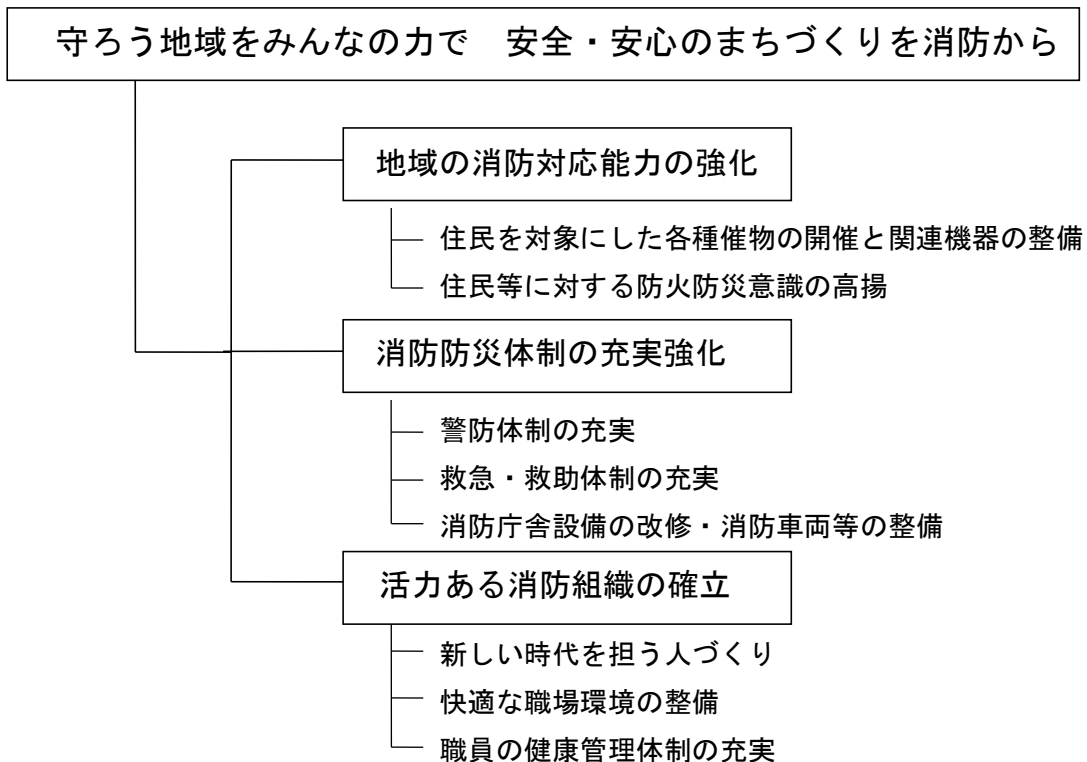 守ろう地域をみんなの力で　安全・安心のまちづくりを消防から
地域の消防対応能力の強化
住民を対象にした各種催物の開催と関連機器の整備
住民等に対する防火防災意識の高揚
消防防災体制の充実強化
警防体制の充実
救急・救助体制の充実
消防庁舎設備の改修・消防車両等の整備
活力ある消防組織の確立
新しい時代を担う人づくり
快適な職場環境の整備
職員の健康管理体制の充実